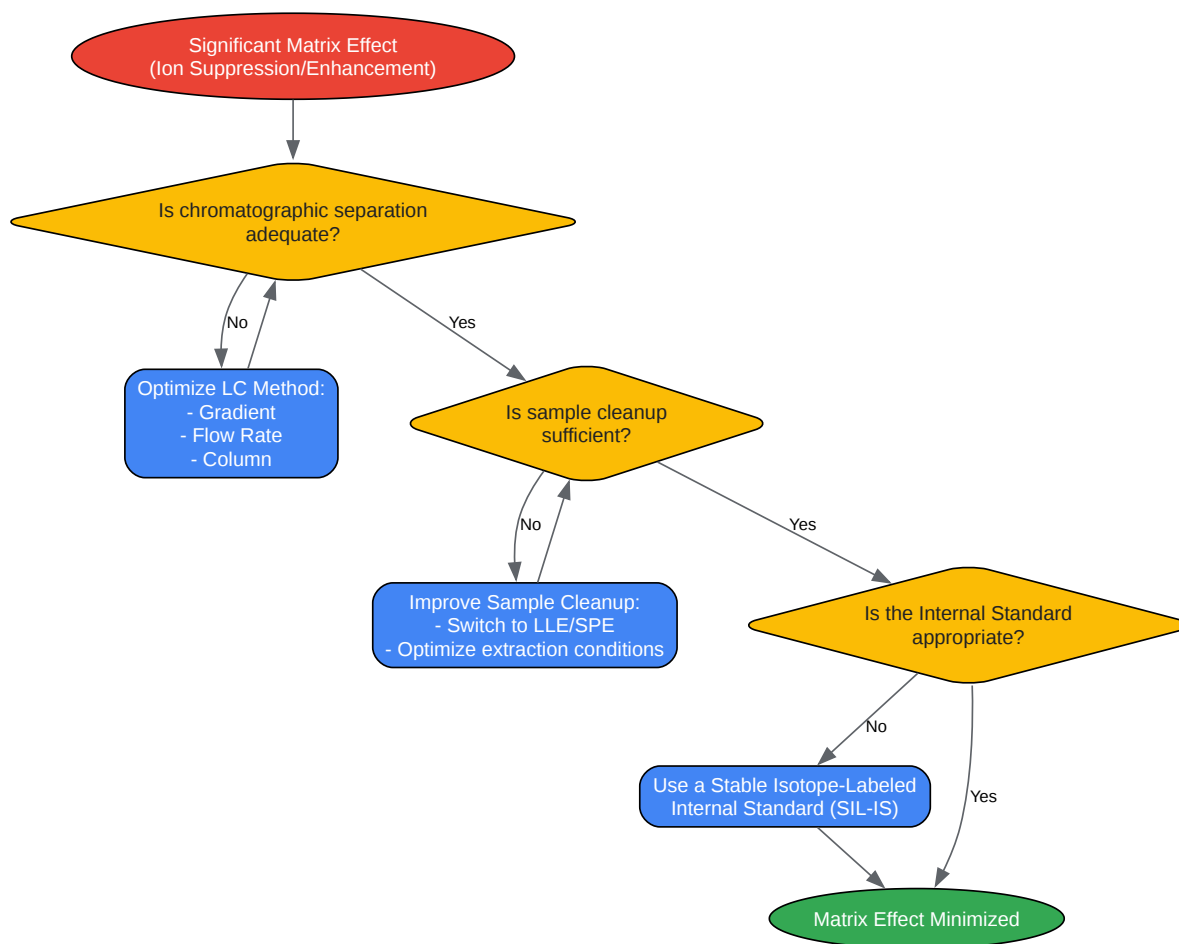 Significant Matrix Effect
(Ion Suppression/Enhancement)
Is chromatographic separation
adequate?
No
Yes
Optimize LC Method:
- Gradient
- Flow Rate
- Column
Is sample cleanup
sufficient?
No
Yes
Improve Sample Cleanup:
- Switch to LLE/SPE
- Optimize extraction conditions
Is the Internal Standard
appropriate?
No
Use a Stable Isotope-Labeled
Internal Standard (SIL-IS)
Yes
Matrix Effect Minimized